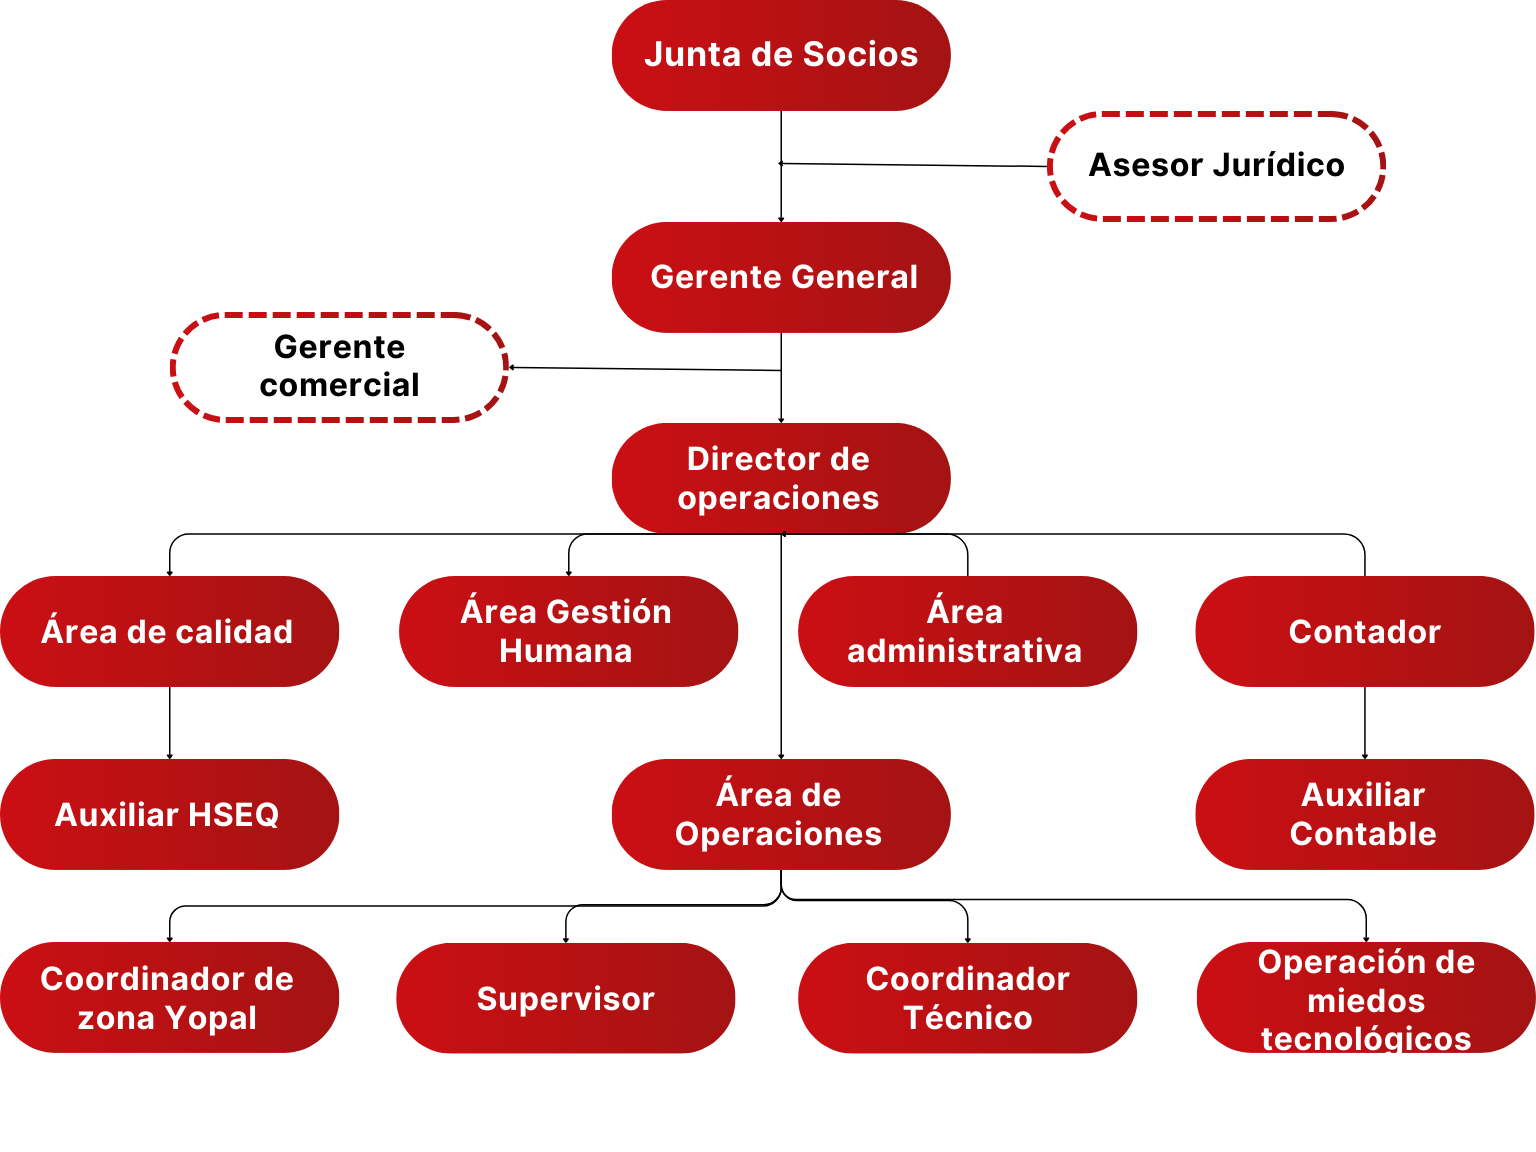 Junta de Socios
Asesor Jurídico
Gerente General
Gerente
comercial
Director de
operaciones
Área de calidad
Área Gestión
Humana
Área
administrativa
Contador
Auxiliar HSEQ
Área de
Operaciones
Auxiliar
Contable
Coordinador de
zona Yopal
Supervisor
Coordinador
Técnico
Operación de
miedos
tecnológicos